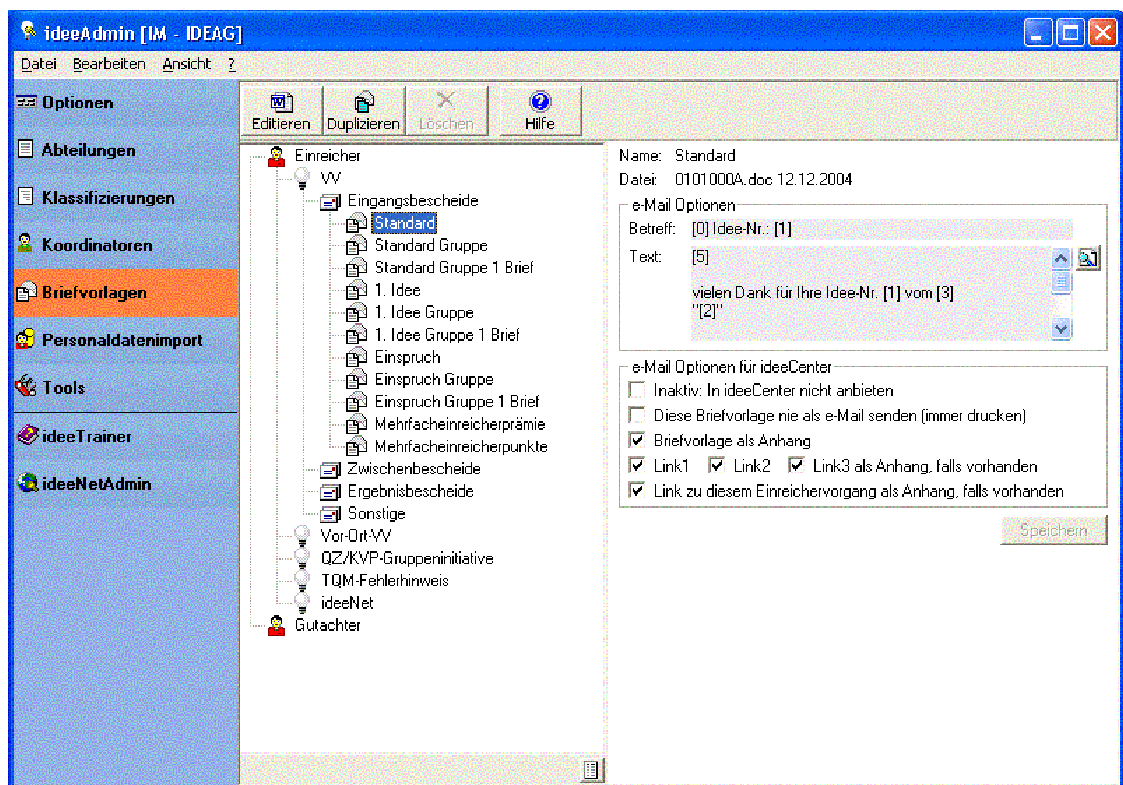 ideeAdmin [IM - IDEAG]
Datei Bearbeiten Ansicht ?
Optionen
Abteilungen
Klassifizierungen
Koordinatoren
Briefvorlagen
Personaldatenimport
Tools
ideeTrainer
ideeNetAdmin
Editieren Duplizieren Löschen Hilfe
Einreicher
VV
Eingangsbescheide
Standard
Standard Gruppe
Standard Gruppe 1 Brief
1. Idee
1. Idee Gruppe
1. Idee Gruppe 1 Brief
Einspruch
Einspruch Gruppe
Einspruch Gruppe 1 Brief
Mehrfacheinreicherprämie
Mehrfacheinreicherpunkte
Zwischenbescheide
Ergebnisbescheide
Sonstige
Vor-Ort-VV
QZ/KVP-Gruppeninitiative
TQM-Fehlerhinweis
ideeNet
Gutachter
Name: Standard
Datei: 0101000A.doc 12.12.2004
e-Mail Optionen
Betreff: [0] Idee-Nr.: [1]
Text: [5]
vielen Dank für Ihre Idee-Nr. [1] vom [3]
"[2]"
e-Mail Optionen für ideeCenter
Inaktiv: In ideeCenter nicht anbieten
Diese Briefvorlage nie als e-Mail senden (immer drucken)
Briefvorlage als Anhang
Link1 Link2 Link3 als Anhang, falls vorhanden
Link zu diesem Einreichervorgang als Anhang, falls vorhanden
Speichern